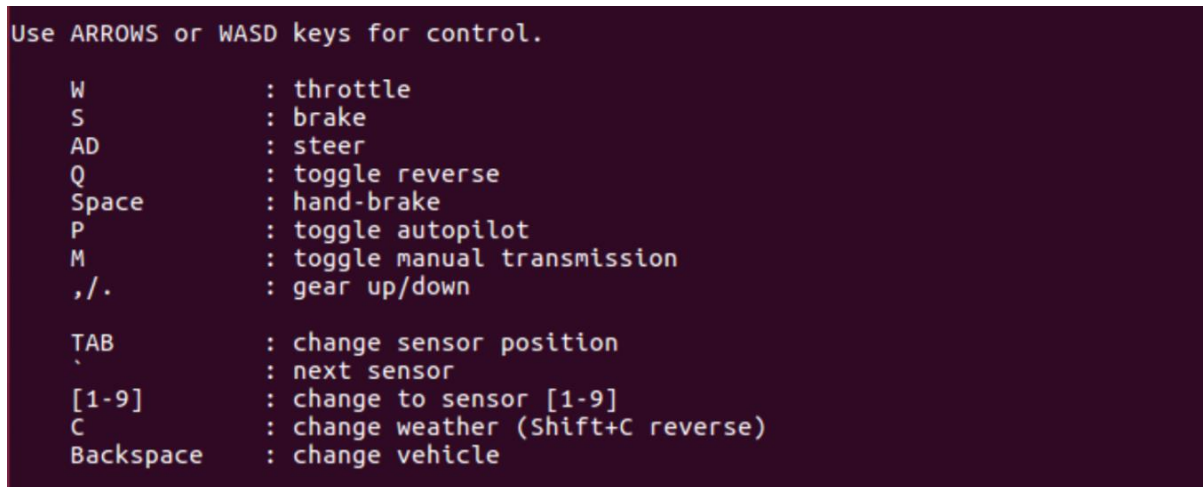 Use ARROWS or WASD keys for control.
W : throttle
S : brake
AD : steer
Q : toggle reverse
Space : hand-brake
P : toggle autopilot
M : toggle manual transmission
,/. : gear up/down
TAB : change sensor position
` : next sensor
[1-9] : change to sensor [1-9]
C : change weather (Shift+C reverse)
Backspace : change vehicle